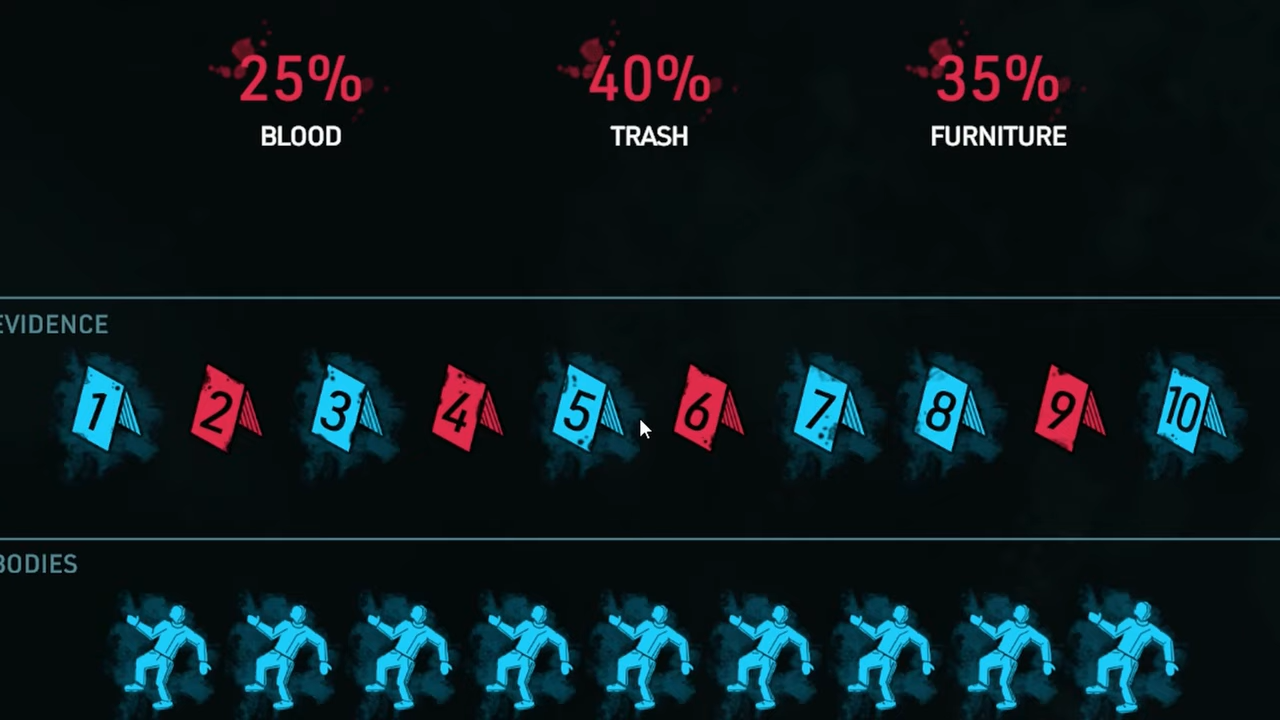 25% 40% 35%
BLOOD TRASH FURNITURE
EVIDENCE
1 2 3 4 5 6 7 8 9 10
BODIES